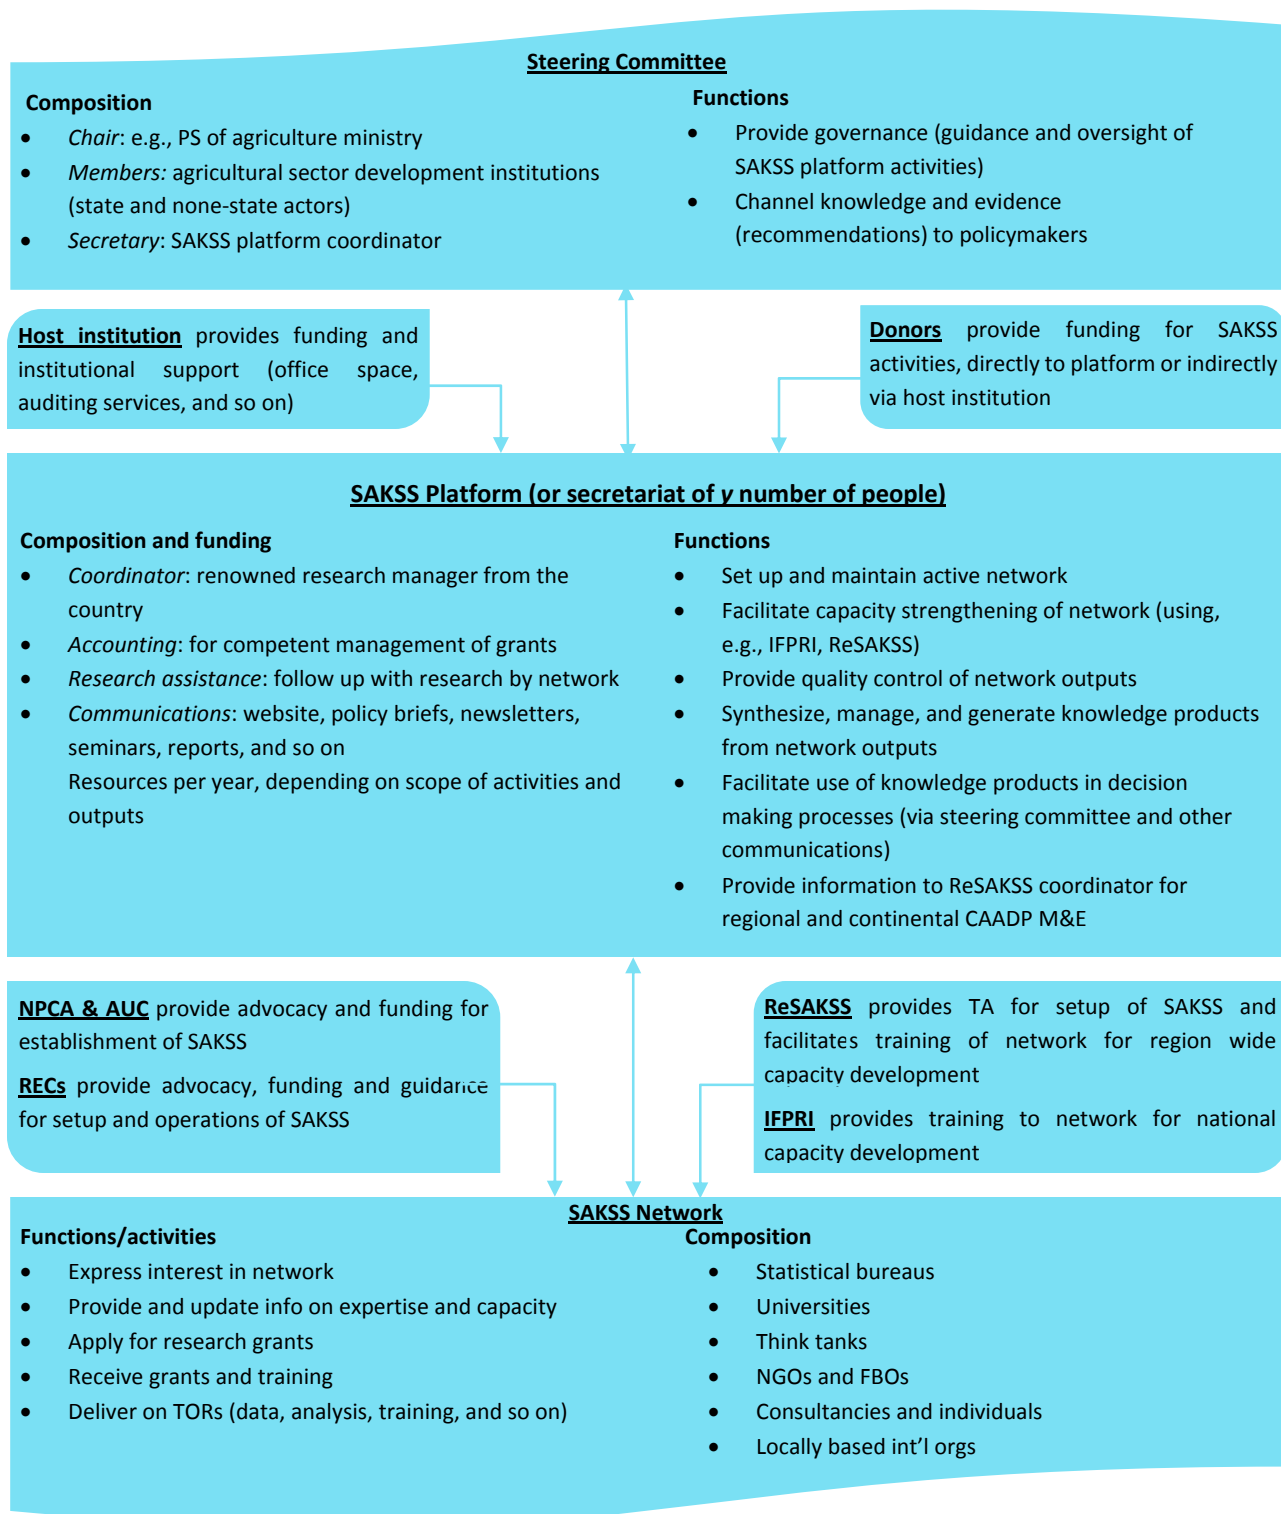 Steering Committee
Composition
• Chair: e.g., PS of agriculture ministry
• Members: agricultural sector development institutions
(state and none-state actors)
• Secretary: SAKSS platform coordinator
Functions
• Provide governance (guidance and oversight of
SAKSS platform activities)
• Channel knowledge and evidence
(recommendations) to policymakers
Host institution provides funding and
institutional support (office space,
auditing services, and so on)
Donors provide funding for SAKSS
activities, directly to platform or indirectly
via host institution
SAKSS Platform (or secretariat of y number of people)
Composition and funding
• Coordinator: renowned research manager from the
country
• Accounting: for competent management of grants
• Research assistance: follow up with research by network
• Communications: website, policy briefs, newsletters,
seminars, reports, and so on
Resources per year, depending on scope of activities and
outputs
Functions
• Set up and maintain active network
• Facilitate capacity strengthening of network (using,
e.g., IFPRI, ReSAKSS)
• Provide quality control of network outputs
• Synthesize, manage, and generate knowledge products
from network outputs
• Facilitate use of knowledge products in decision
making processes (via steering committee and other
communications)
• Provide information to ReSAKSS coordinator for
regional and continental CAADP M&E
NPCA & AUC provide advocacy and funding for
establishment of SAKSS
RECs provide advocacy, funding and guidance
for setup and operations of SAKSS
ReSAKSS provides TA for setup of SAKSS and
facilitates training of network for region wide
capacity development
IFPRI provides training to network for national
capacity development
SAKSS Network
Functions/activities
• Express interest in network
• Provide and update info on expertise and capacity
• Apply for research grants
• Receive grants and training
• Deliver on TORs (data, analysis, training, and so on)
Composition
• Statistical bureaus
• Universities
• Think tanks
• NGOs and FBOs
• Consultancies and individuals
• Locally based int’l orgs